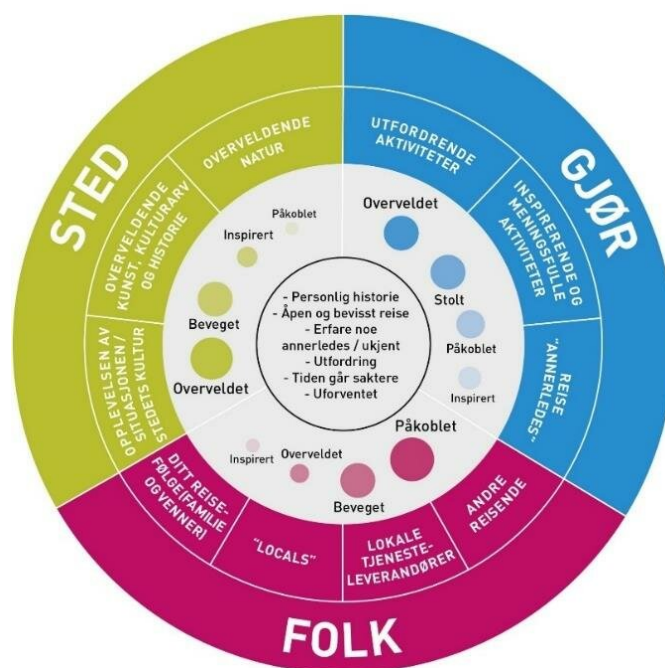 STED
OVERVELDENDE
NATUR
OVERVELDENDE
KUNST, KULTURARV
OG HISTORIE
OPPLEVELSEN AV
SITUASJONEN /
STEDETS KULTUR
Påkoblet
Inspirert
Beveget
Overveldet
GJØR
UTFORDRENDE
AKTIVITETER
INSPIRERENDE OG
MENINGSFULLE
AKTIVITETER
REISE
"ANNERLEDES"
Overveldet
Stolt
Påkoblet
Inspirert
- Personlig historie
- Åpen og bevisst reise
- Erfare noe
annerledes / ukjent
- Utfordring
- Tiden går saktere
- Uforventet
Inspirert
Overveldet
Beveget
Påkoblet
DITT REISE-
FØLGE(FAMILIE
OG VENNER)
"LOCALS"
LOKALE
TJENESTE-
LEVERANDØRER
ANDRE
REISENDE
FOLK